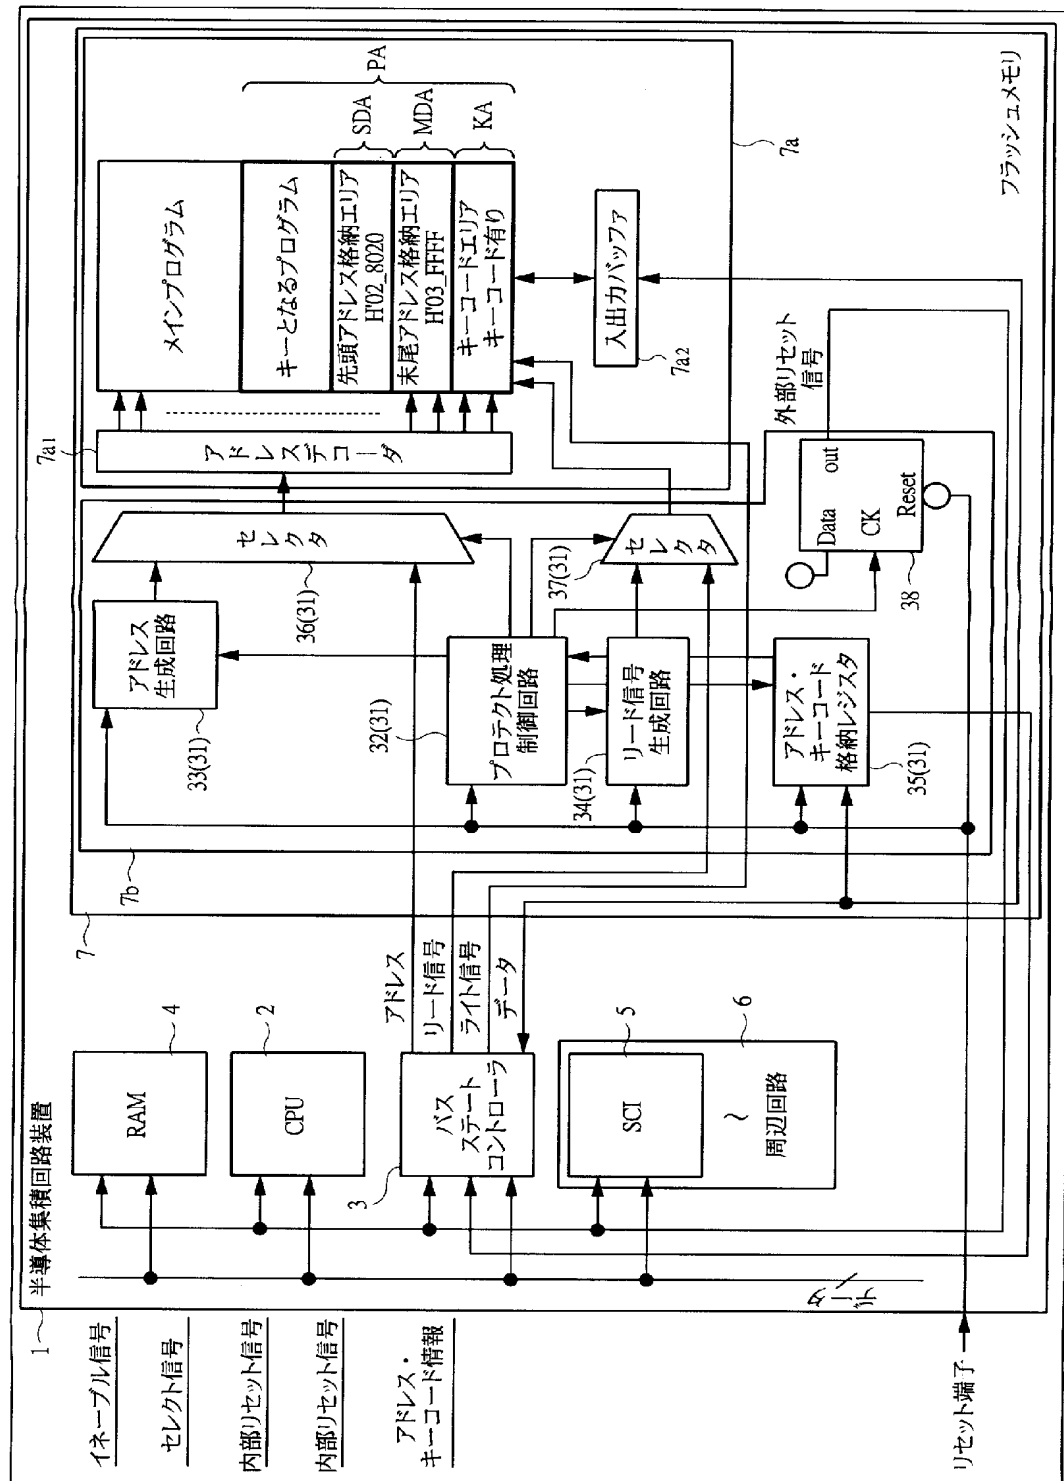 1
半導体集積回路装置
RAM
4
CPU
2
バス
ステート
コントローラ
3
SCI
5
～
周辺回路
6
データ
アドレス
リード信号
ライト信号
データ
7
7b
アドレス
生成回路
33(31)
セレクタ
36(31)
プロテクト処理
制御回路
32(31)
リード信号
生成回路
34(31)
アドレス・
キーコード
格納レジスタ
35(31)
セレクタ
37(31)
Data
out
CK
Reset
38
外部リセット
信号
7a1
アドレスデコーダ
メインプログラム
キーとなるプログラム
先頭アドレス格納エリア
H'02_8020
末尾アドレス格納エリア
H'03_FFFF
キーコードエリア
キーコード有り
SDA
MDA
KA
PA
入出力バッファ
7a2
7a
フラッシュメモリ
イネーブル信号
セレクト信号
内部リセット信号
内部リセット信号
アドレス・
キーコード情報
リセット端子